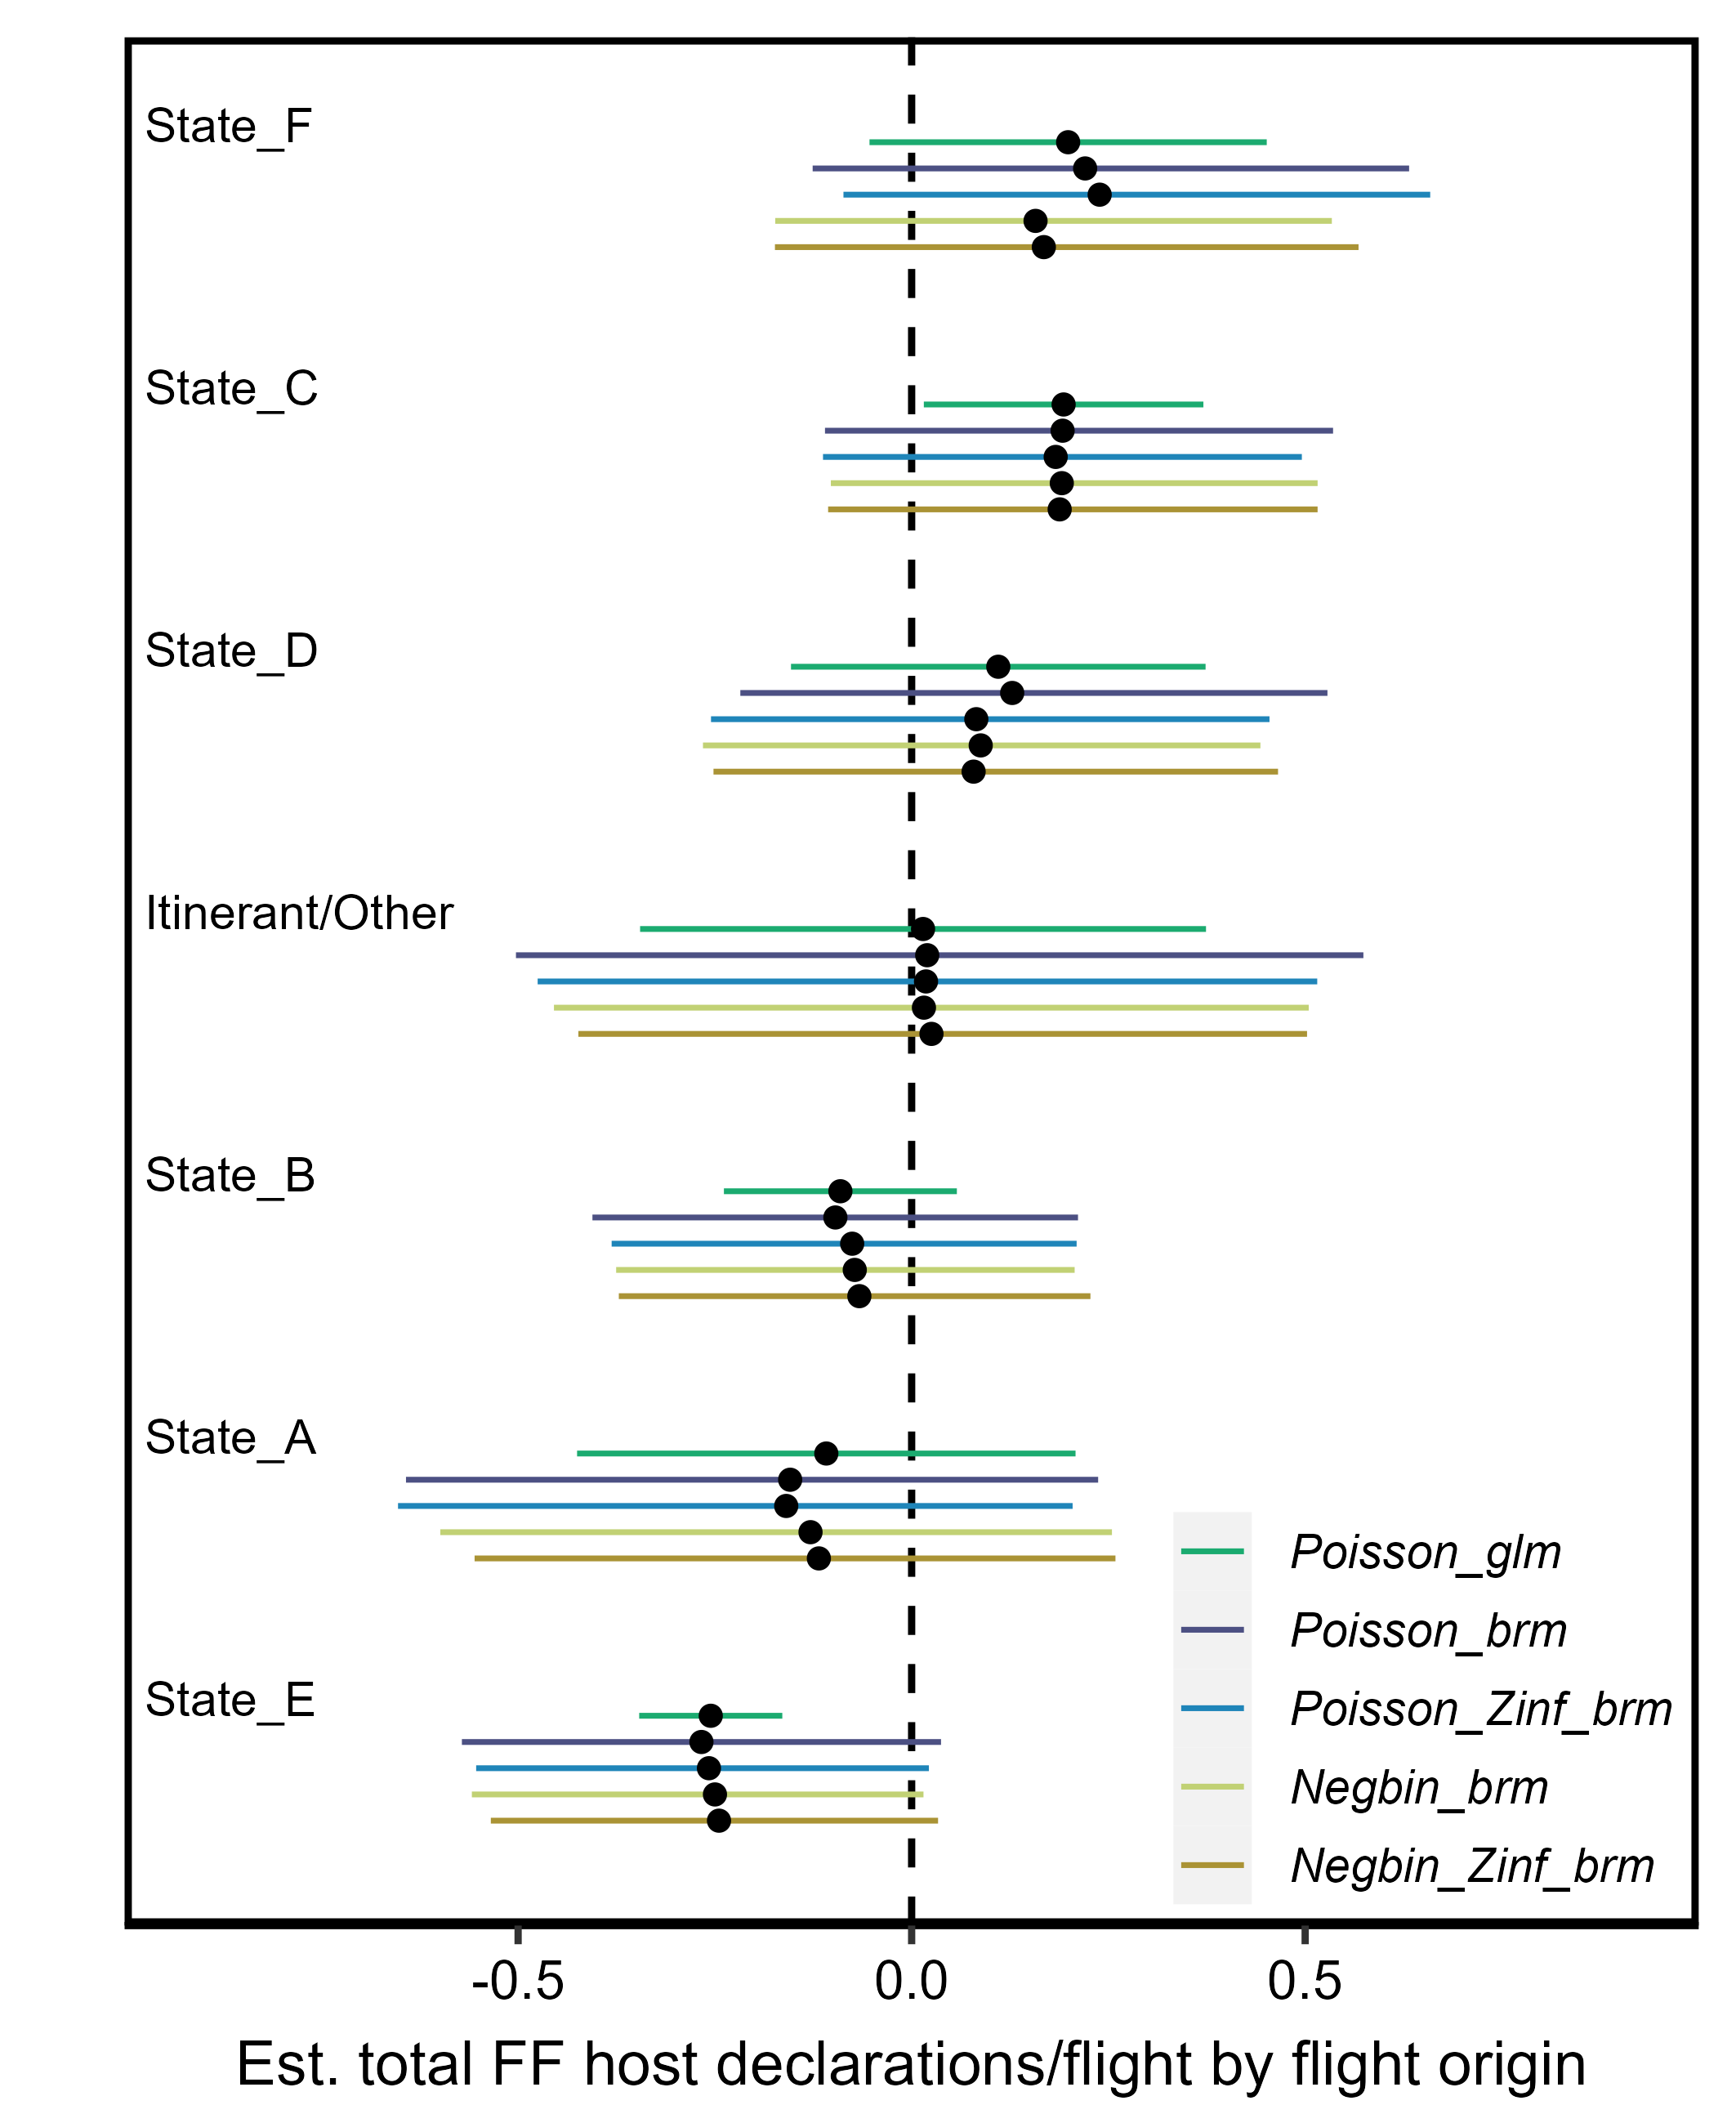 State_F
State_C
State_D
Itinerant/Other
State_B
State_A
State_E
Poisson_glm
Poisson_brm
Poisson_Zinf_brm
Negbin_brm
Negbin_Zinf_brm
-0.5 0.0 0.5
Est. total FF host declarations/flight by flight origin